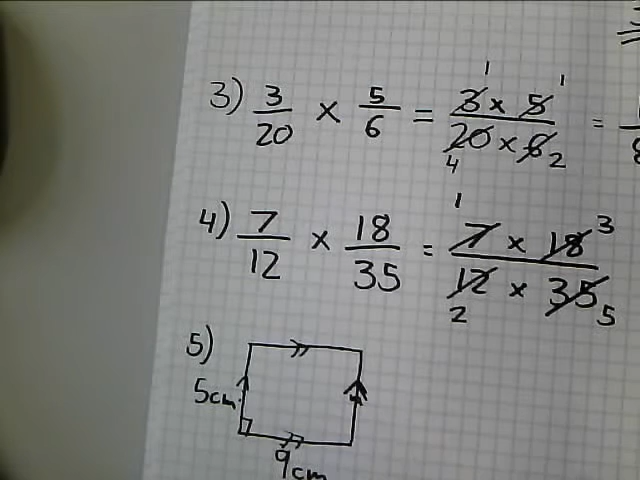 3) 3/20 × 5/6 = 3 × 5 / 20 × 6 =
1 1
4 2
4) 7/12 × 18/35 = 7 × 18 / 12 × 35
1 3
2 5
5)
5cm
9cm